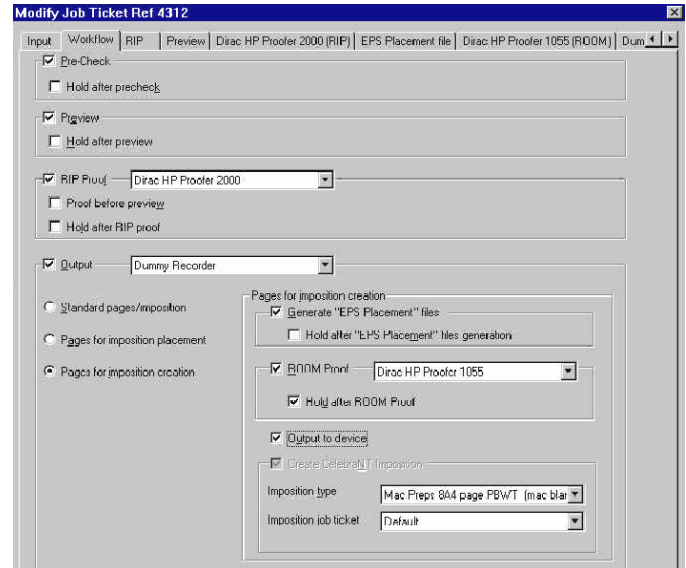 Modify Job Ticket Ref 4312
Input Workflow RIP Preview Dirac HP Proofer 2000 (RIP) EPS Placement file Dirac HP Proofer 1055 (ROOM) Dum
Pre-Check
Hold after precheck
Preview
Hold after preview
RIP Proof Dirac HP Proofer 2000
Proof before preview
Hold after RIP proof
Output Dummy Recorder
Pages for imposition creation
Generate "EPS Placement" files
Standard pages/imposition
Hold after "EPS Placement" files generation
Pages for imposition placement
ROOM Proof Dirac HP Proofer 1055
Pages for imposition creation
Hold after ROOM Proof
Output to device
Create CelebraNT Imposition
Imposition type Mac Preps 8A4 page PBWT (mac blar
Imposition job ticket Default